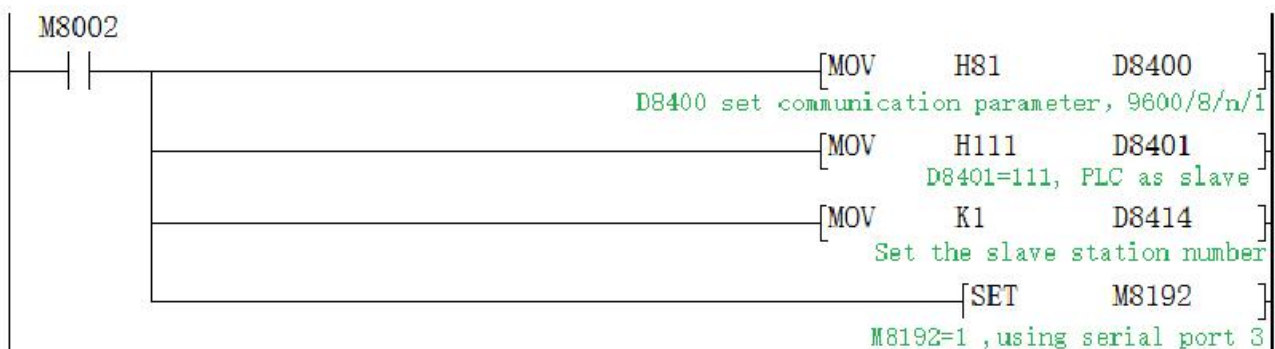 M8002
[MOV H81 D8400 ]
D8400 set communication parameter, 9600/8/n/1
[MOV H111 D8401 ]
D8401=111, PLC as slave
[MOV K1 D8414 ]
Set the slave station number
[SET M8192 ]
M8192=1 ,using serial port 3